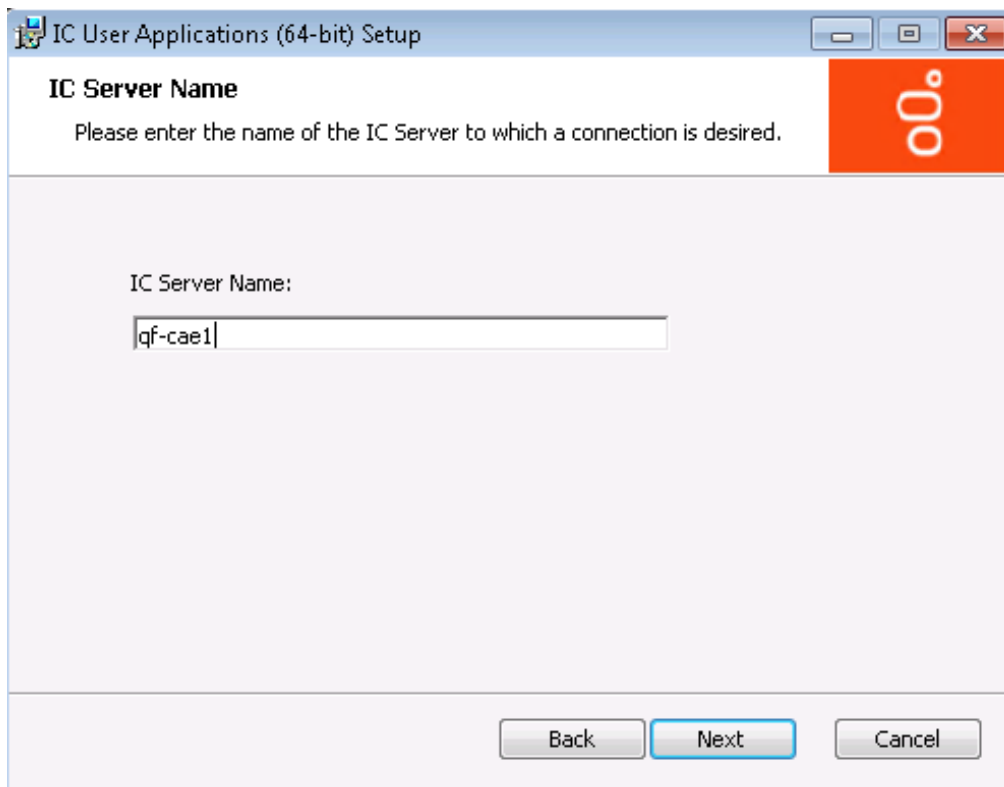 IC User Applications (64-bit) Setup
IC Server Name
Please enter the name of the IC Server to which a connection is desired.
IC Server Name:
qf-cae1
Back Next Cancel